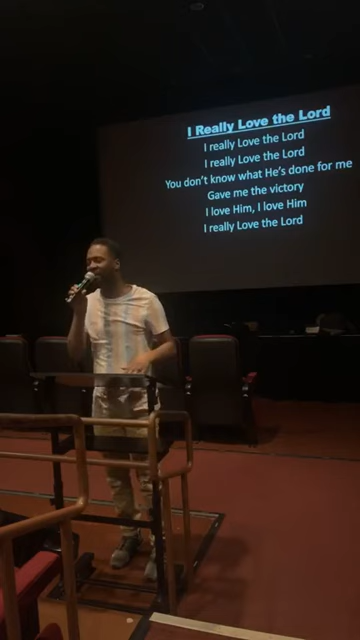 I Really Love the Lord
I really Love the Lord
I really Love the Lord
You don't know what He's done for me
Gave me the victory
I love Him, I love Him
I really Love the Lord